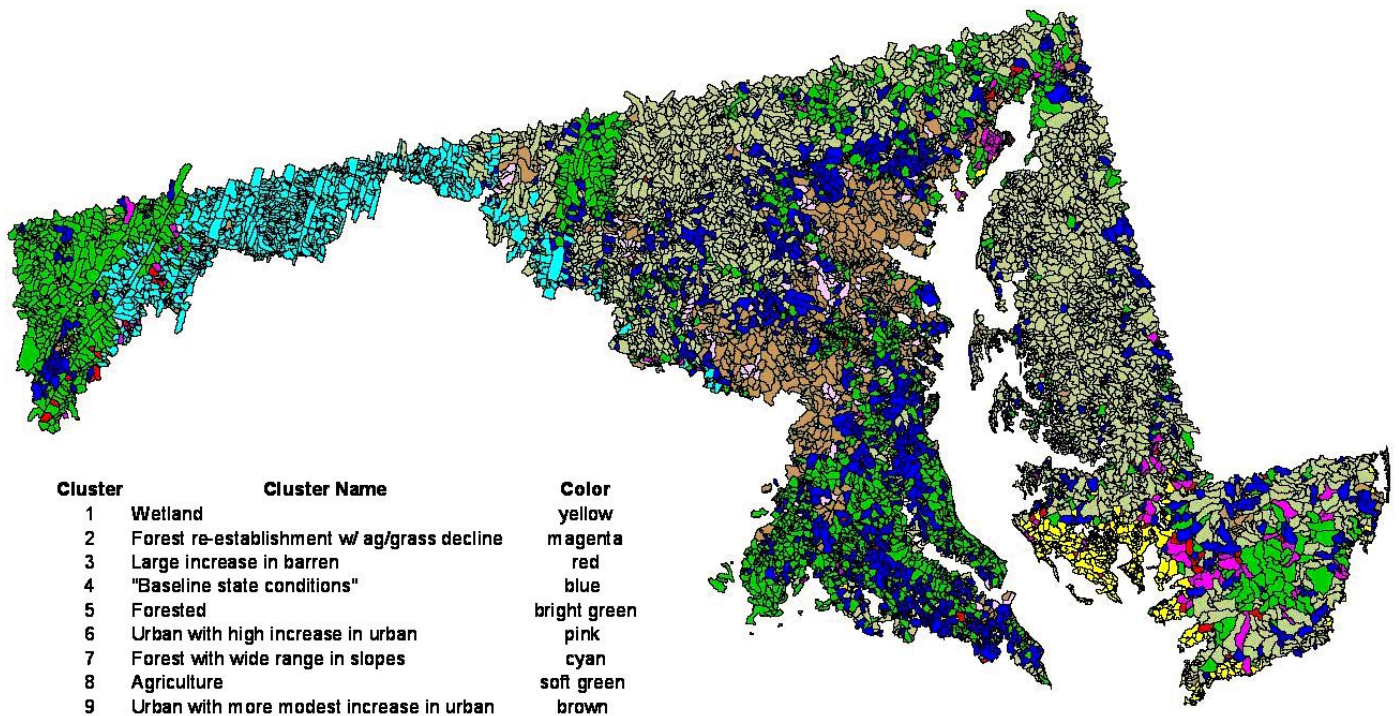 Cluster Cluster Name Color
1 Wetland yellow
2 Forest re-establishment w/ ag/grass decline magenta
3 Large increase in barren red
4 "Baseline state conditions" blue
5 Forested bright green
6 Urban with high increase in urban pink
7 Forest with wide range in slopes cyan
8 Agriculture soft green
9 Urban with more modest increase in urban brown